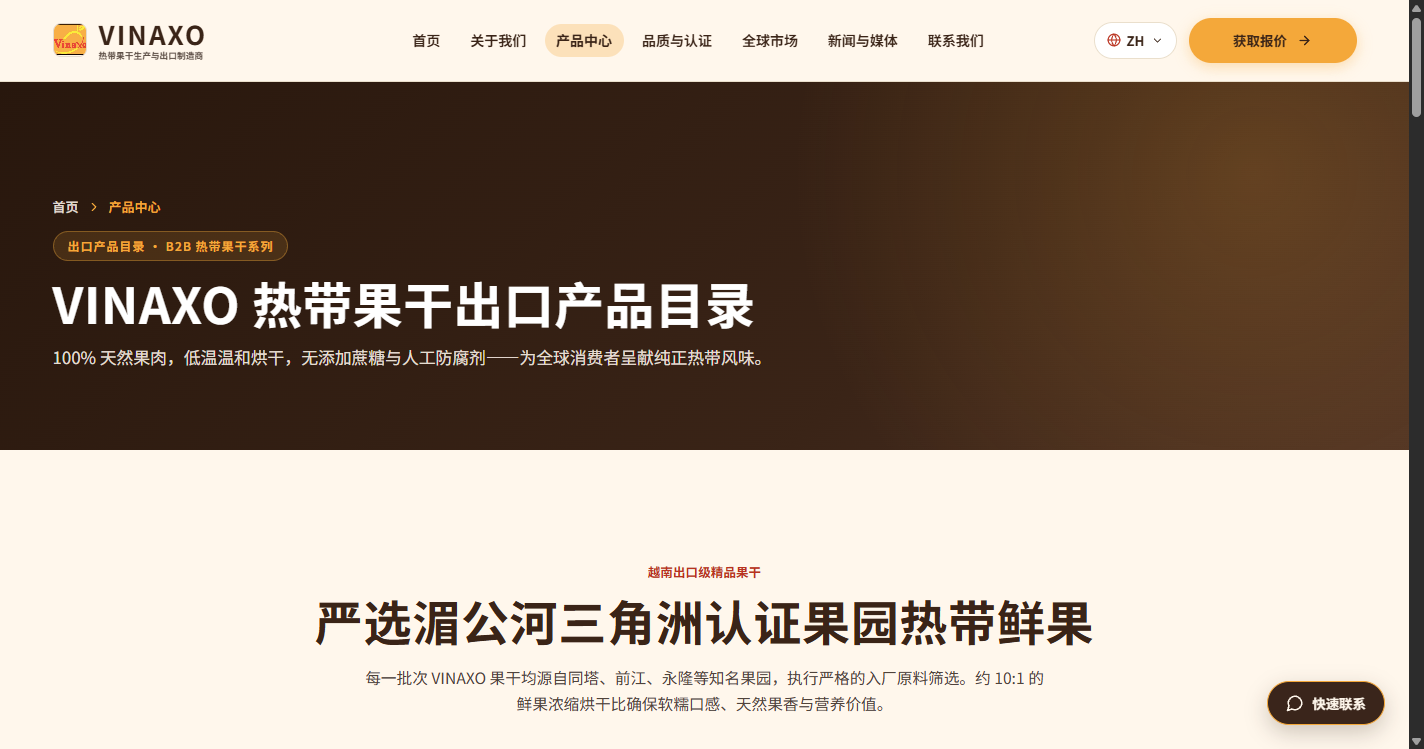 Vinaxo
VINAXO
热带果干生产与出口制造商
首页
关于我们
产品中心
品质与认证
全球市场
新闻与媒体
联系我们
ZH
获取报价
首页
产品中心
出口产品目录 • B2B 热带果干系列
VINAXO 热带果干出口产品目录
100% 天然果肉，低温温和烘干，无添加蔗糖与人工防腐剂——为全球消费者呈献纯正热带风味。
越南出口级精品果干
严选湄公河三角洲认证果园热带鲜果
每一批次 VINAXO 果干均源自同塔、前江、永隆等知名果园，执行严格的入厂原料筛选。约 10:1 的
鲜果浓缩烘干比确保软糯口感、天然果香与营养价值。
快速联系